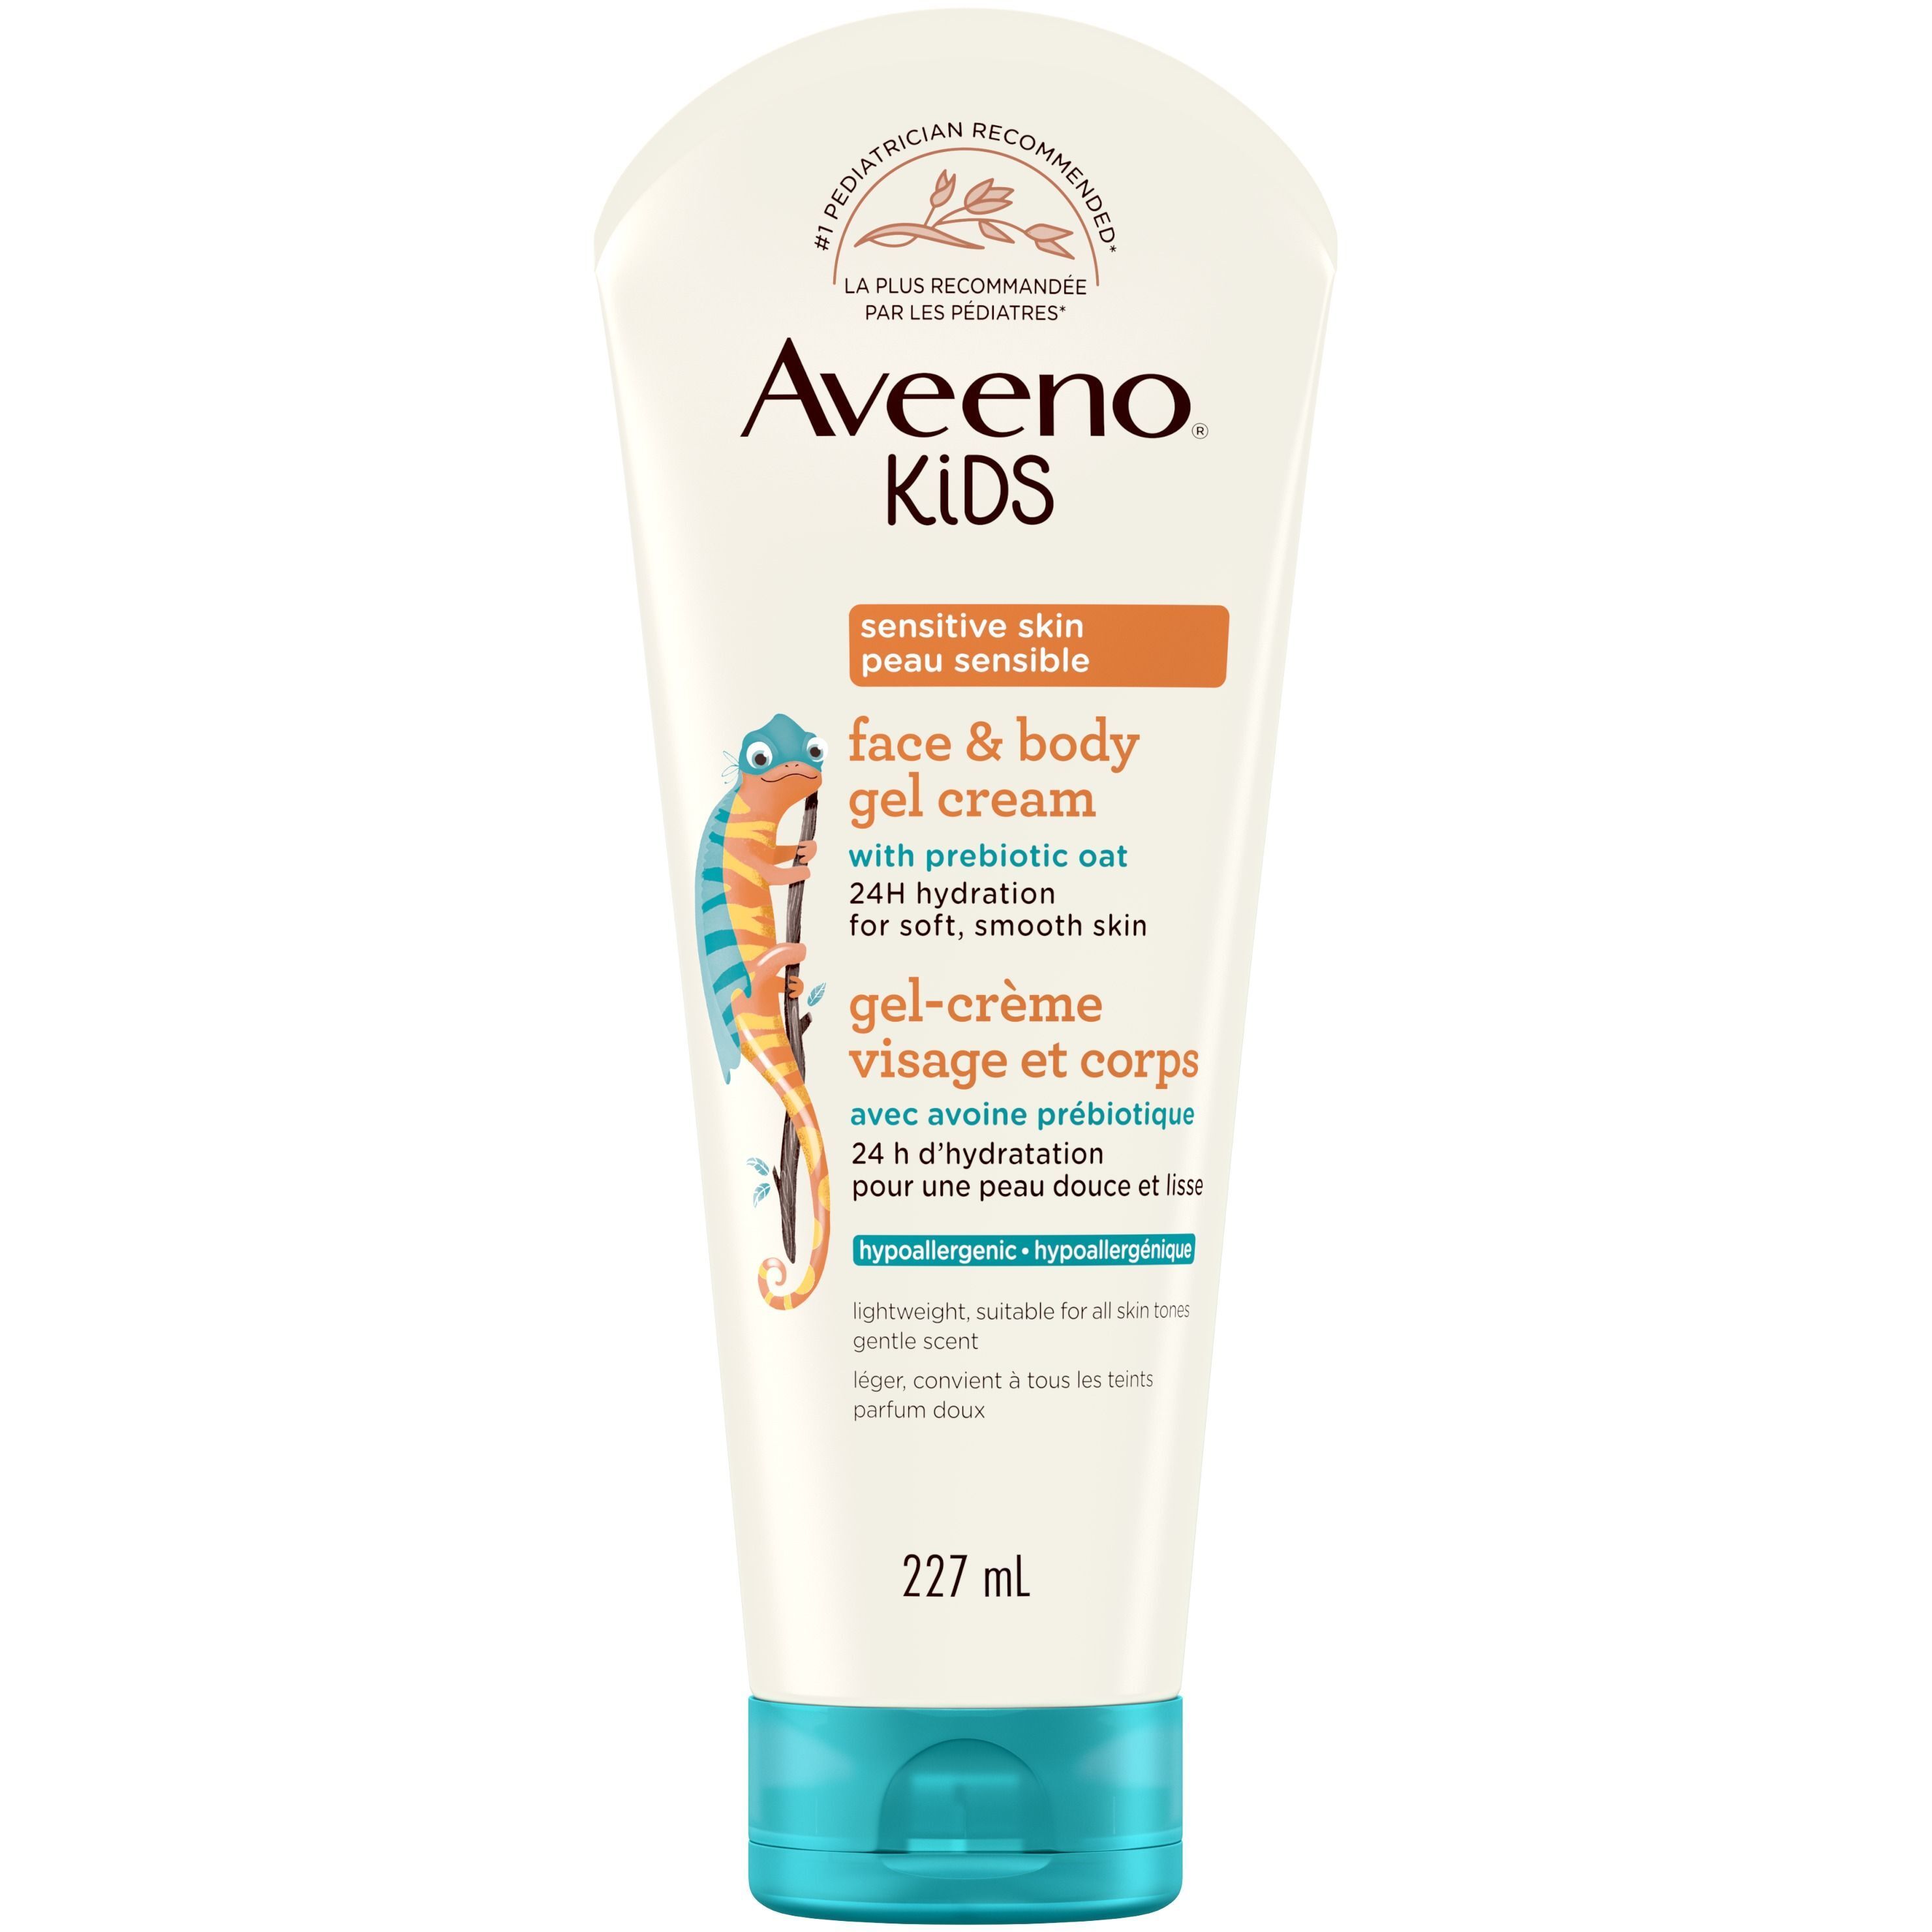 #1 PEDIATRICIAN RECOMMENDED*
LA PLUS RECOMMANDÉE
PAR LES PÉDIATRES*
Aveeno®
KiDS
sensitive skin
peau sensible
face & body
gel cream
with prebiotic oat
24H hydration
for soft, smooth skin
gel-crème
visage et corps
avec avoine prébiotique
24 h d’hydratation
pour une peau douce et lisse
hypoallergenic • hypoallergénique
lightweight, suitable for all skin tones
gentle scent
léger, convient à tous les teints
parfum doux
227 mL